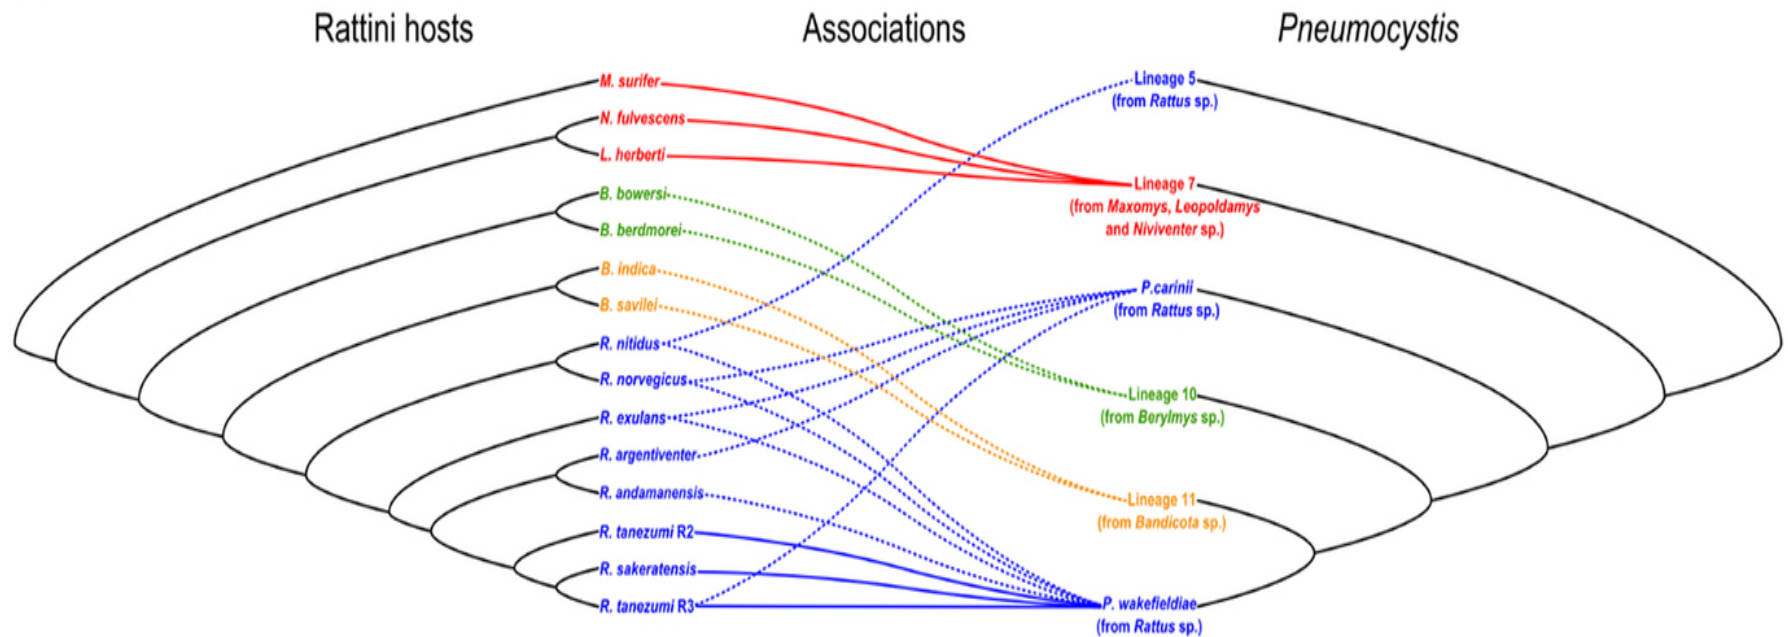 Rattini hosts
Associations
Pneumocystis
M. surifer
N. fulvescens
L. herberti
B. bowersi
B. berdmorei
B. indica
B. savilei
R. nitidus
R. norvegicus
R. exulans
R. argentiventer
R. andamanensis
R. tanezumi R2
R. sakeratensis
R. tanezumi R3
Lineage 5
(from Rattus sp.)
Lineage 7
(from Maxomys, Leopoldamys
and Niviventer sp.)
P.carinii
(from Rattus sp.)
Lineage 10
(from Berylmys sp.)
Lineage 11
(from Bandicota sp.)
P. wakefieldiae
(from Rattus sp.)